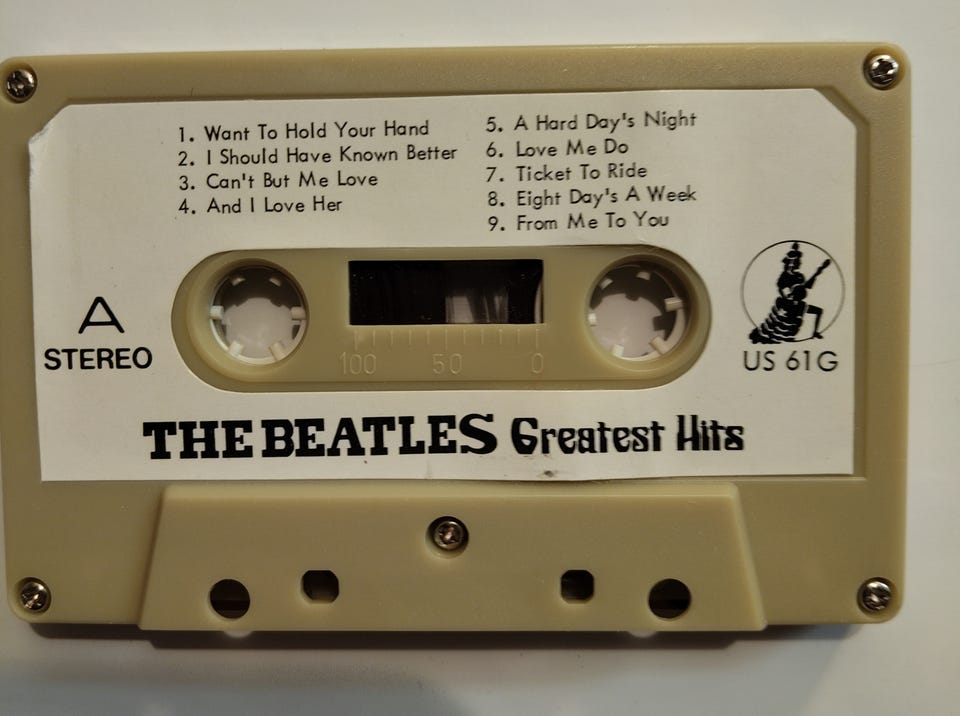 1. Want To Hold Your Hand
2. I Should Have Known Better
3. Can't But Me Love
4. And I Love Her
5. A Hard Day's Night
6. Love Me Do
7. Ticket To Ride
8. Eight Day's A Week
9. From Me To You
A
STEREO
100 50 0
US 61G
THE BEATLES Greatest Hits